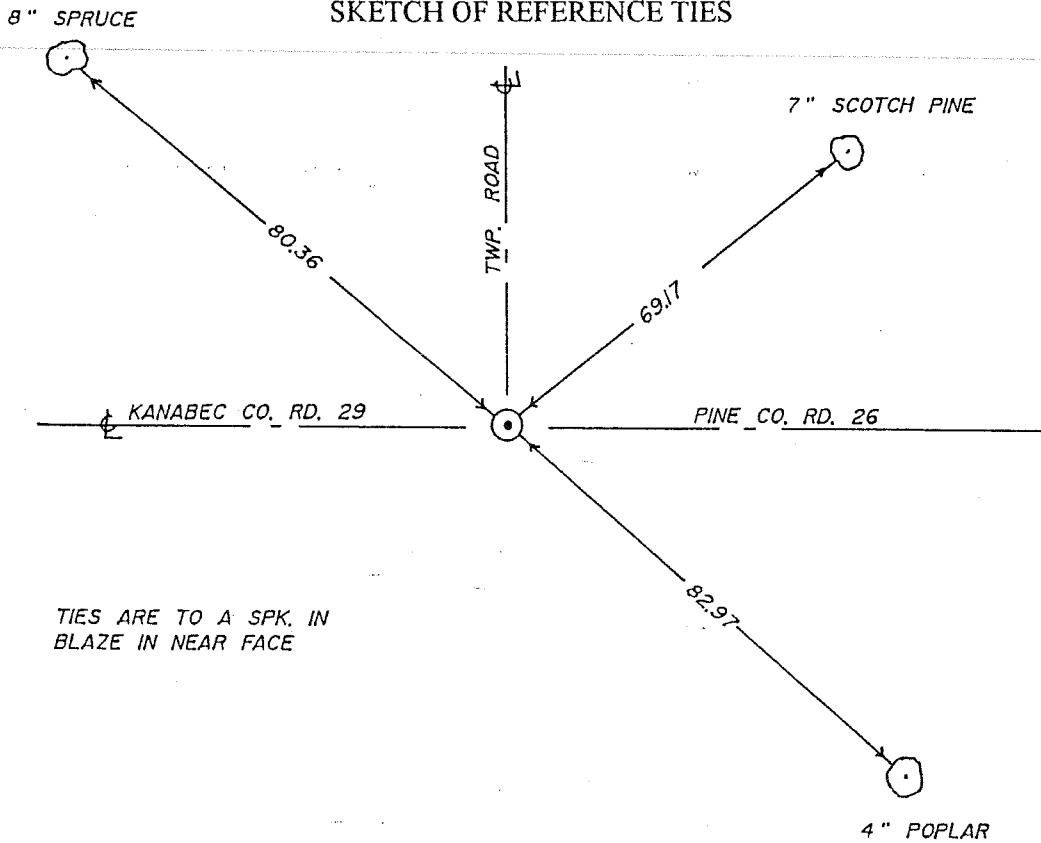 SKETCH OF REFERENCE TIES
8" SPRUCE
7" SCOTCH PINE
TWP. ROAD
80.36
69.17
KANABEC CO. RD. 29
PINE CO. RD. 26
82.97
TIES ARE TO A SPK. IN
BLAZE IN NEAR FACE
4" POPLAR